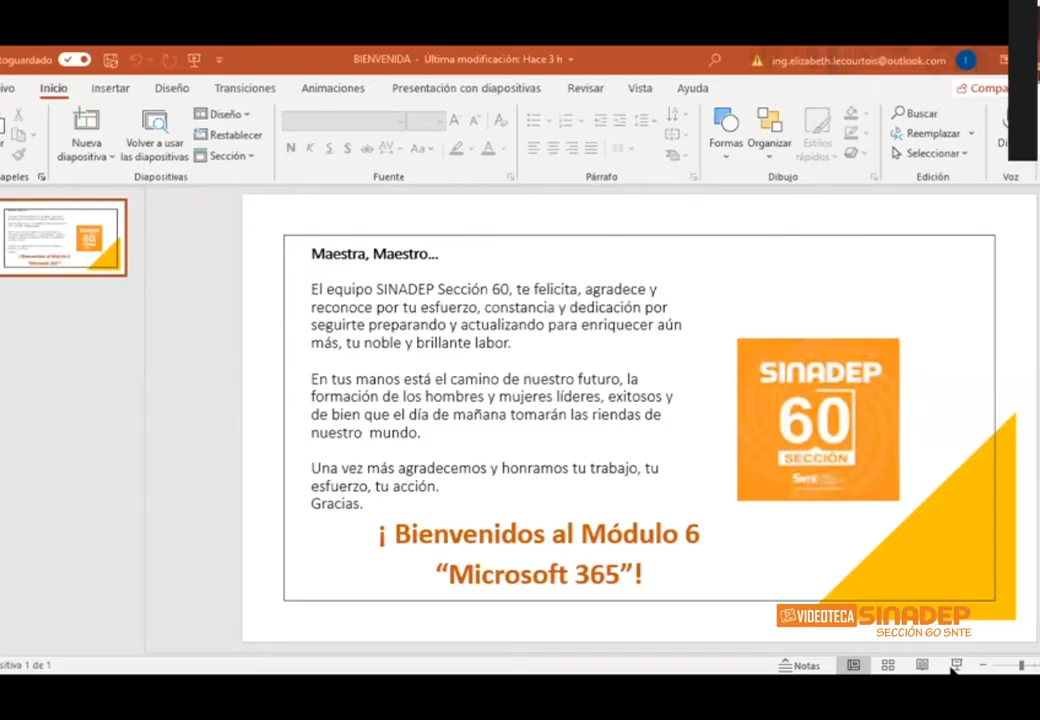 toguardado
BIENVENIDA - Última modificación: Hace 3 h
ing.elizabeth.lecourtois@outlook.com
ivo Inicio Insertar Diseño Transiciones Animaciones Presentación con diapositivas Revisar Vista Ayuda Compa
Nueva diapositiva
Volver a usar las diapositivas
Diseño
Restablecer
Sección
N K S S ab AV Aa A
Formas Organizar Estilos rápidos
Buscar
Reemplazar
Seleccionar
Di
apeles Diapositivas Fuente Párrafo Dibujo Edición Voz
Maestra, Maestro...
El equipo SINADEP Sección 60, te felicita, agradece y
reconoce por tu esfuerzo, constancia y dedicación por
seguirte preparando y actualizando para enriquecer aún
más, tu noble y brillante labor.
En tus manos está el camino de nuestro futuro, la
formación de los hombres y mujeres líderes, exitosos y
de bien que el día de mañana tomarán las riendas de
nuestro mundo.
Una vez más agradecemos y honramos tu trabajo, tu
esfuerzo, tu acción.
Gracias.
¡ Bienvenidos al Módulo 6
“Microsoft 365”!
SINADEP
60
SECCIÓN
VIDEOTECA SINADEP
SECCIÓN 60 SNTE
sitiva 1 de 1
Notas